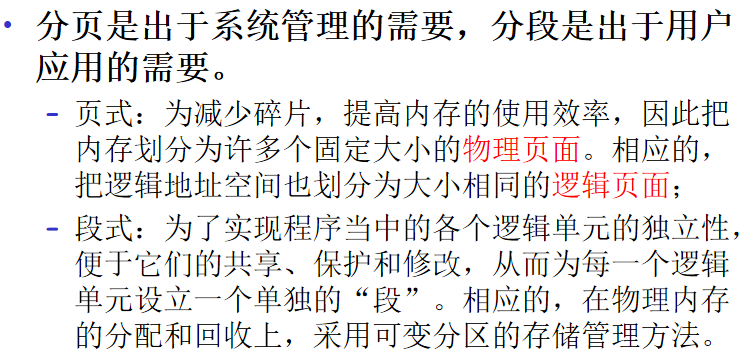 • 分页是出于系统管理的需要，分段是出于用户
应用的需要。
– 页式：为减少碎片，提高内存的使用效率，因此把
内存划分为许多个固定大小的物理页面。相应的，
把逻辑地址空间也划分为大小相同的逻辑页面；
– 段式：为了实现程序当中的各个逻辑单元的独立性，
便于它们的共享、保护和修改，从而为每一个逻辑
单元设立一个单独的“段”。相应的，在物理内存
的分配和回收上，采用可变分区的存储管理方法。